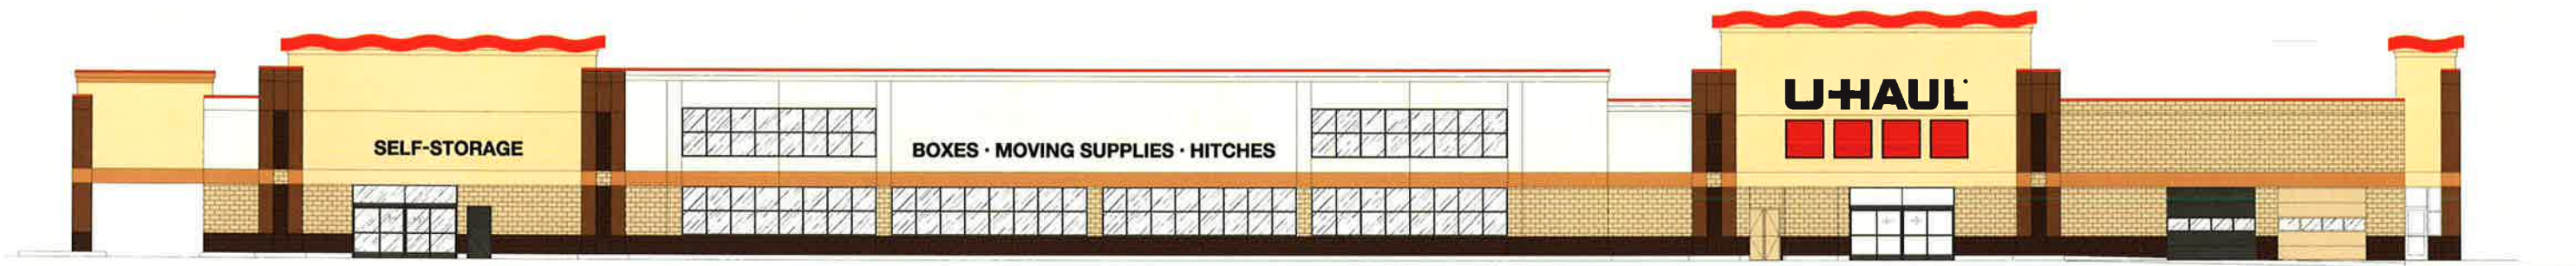 SELF-STORAGE
BOXES · MOVING SUPPLIES · HITCHES
U-HAUL